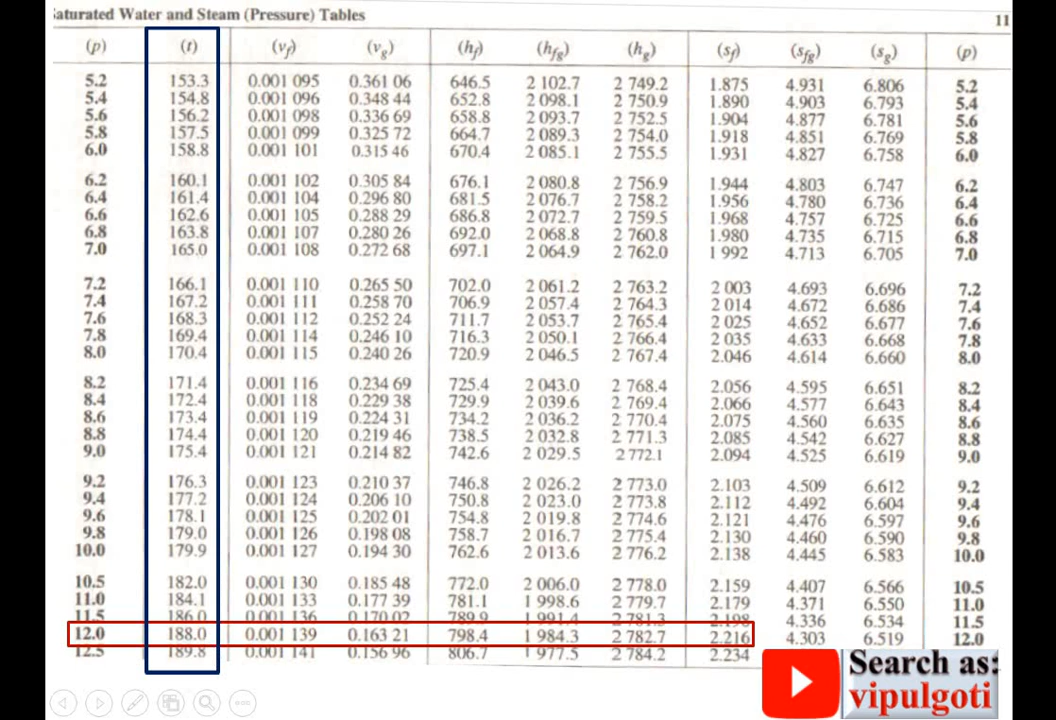 aturated Water and Steam (Pressure) Tables 11
(p) (t) (vf) (vg) (hf) (hfg) (hg) (sf) (sfg) (sg) (p)
5.2 153.3 0.001 095 0.361 06 646.5 2 102.7 2 749.2 1.875 4.931 6.806 5.2
5.4 154.8 0.001 096 0.348 44 652.8 2 098.1 2 750.9 1.890 4.903 6.793 5.4
5.6 156.2 0.001 098 0.336 69 658.8 2 093.7 2 752.5 1.904 4.877 6.781 5.6
5.8 157.5 0.001 099 0.325 72 664.7 2 089.3 2 754.0 1.918 4.851 6.769 5.8
6.0 158.8 0.001 101 0.315 46 670.4 2 085.1 2 755.5 1.931 4.827 6.758 6.0
6.2 160.1 0.001 102 0.305 84 676.1 2 080.8 2 756.9 1.944 4.803 6.747 6.2
6.4 161.4 0.001 104 0.296 80 681.5 2 076.7 2 758.2 1.956 4.780 6.736 6.4
6.6 162.6 0.001 105 0.288 29 686.8 2 072.7 2 759.5 1.968 4.757 6.725 6.6
6.8 163.8 0.001 107 0.280 26 692.0 2 068.8 2 760.8 1.980 4.735 6.715 6.8
7.0 165.0 0.001 108 0.272 68 697.1 2 064.9 2 762.0 1 992 4.713 6.705 7.0
7.2 166.1 0.001 110 0.265 50 702.0 2 061.2 2 763.2 2 003 4.693 6.696 7.2
7.4 167.2 0.001 111 0.258 70 706.9 2 057.4 2 764.3 2 014 4.672 6.686 7.4
7.6 168.3 0.001 112 0.252 24 711.7 2 053.7 2 765.4 2 025 4.652 6.677 7.6
7.8 169.4 0.001 114 0.246 10 716.3 2 050.1 2 766.4 2 035 4.633 6.668 7.8
8.0 170.4 0.001 115 0.240 26 720.9 2 046.5 2 767.4 2.046 4.614 6.660 8.0
8.2 171.4 0.001 116 0.234 69 725.4 2 043.0 2 768.4 2.056 4.595 6.651 8.2
8.4 172.4 0.001 118 0.229 38 729.9 2 039.6 2 769.4 2.066 4.577 6.643 8.4
8.6 173.4 0.001 119 0.224 31 734.2 2 036.2 2 770.4 2.075 4.560 6.635 8.6
8.8 174.4 0.001 120 0.219 46 738.5 2 032.8 2 771.3 2.085 4.542 6.627 8.8
9.0 175.4 0.001 121 0.214 82 742.6 2 029.5 2 772.1 2.094 4.525 6.619 9.0
9.2 176.3 0.001 123 0.210 37 746.8 2 026.2 2 773.0 2.103 4.509 6.612 9.2
9.4 177.2 0.001 124 0.206 10 750.8 2 023.0 2 773.8 2.112 4.492 6.604 9.4
9.6 178.1 0.001 125 0.202 01 754.8 2 019.8 2 774.6 2.121 4.476 6.597 9.6
9.8 179.0 0.001 126 0.198 08 758.7 2 016.7 2 775.4 2.130 4.460 6.590 9.8
10.0 179.9 0.001 127 0.194 30 762.6 2 013.6 2 776.2 2.138 4.445 6.583 10.0
10.5 182.0 0.001 130 0.185 48 772.0 2 006.0 2 778.0 2.159 4.407 6.566 10.5
11.0 184.1 0.001 133 0.177 39 781.1 1 998.6 2 779.7 2.179 4.371 6.550 11.0
11.5 186.0 0.001 136 0.170 02 789.9 1 991.4 2 781.3 2.198 4.336 6.534 11.5
12.0 188.0 0.001 139 0.163 21 798.4 1 984.3 2 782.7 2.216 4.303 6.519 12.0
12.5 189.8 0.001 141 0.156 96 806.7 1 977.5 2 784.2 2.234
Search as:
vipulgoti